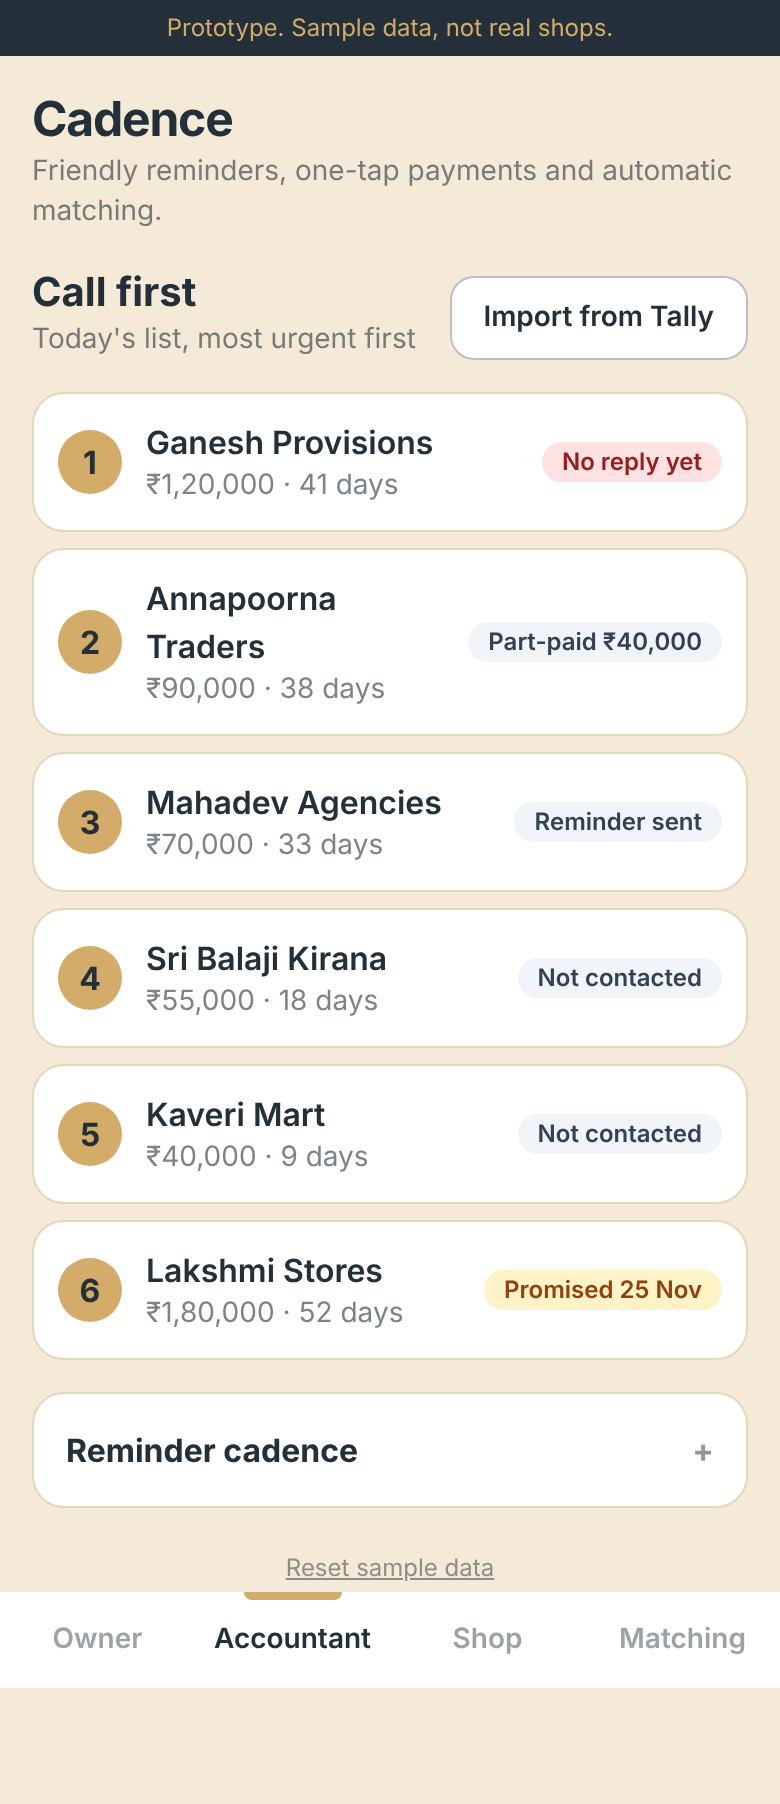 Prototype. Sample data, not real shops.
Cadence
Friendly reminders, one-tap payments and automatic
matching.
Call first
Today's list, most urgent first
Import from Tally
1
Ganesh Provisions
₹1,20,000 · 41 days
No reply yet
2
Annapoorna
Traders
₹90,000 · 38 days
Part-paid ₹40,000
3
Mahadev Agencies
₹70,000 · 33 days
Reminder sent
4
Sri Balaji Kirana
₹55,000 · 18 days
Not contacted
5
Kaveri Mart
₹40,000 · 9 days
Not contacted
6
Lakshmi Stores
₹1,80,000 · 52 days
Promised 25 Nov
Reminder cadence
+
Reset sample data
Owner
Accountant
Shop
Matching